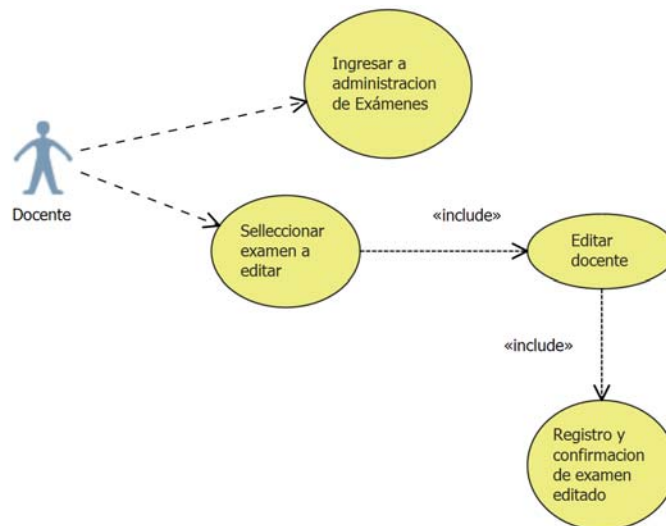 Ingresar a
administracion
de Exámenes
Docente
Selleccionar
examen a
editar
«include»
Editar
docente
«include»
Registro y
confirmacion
de examen
editado